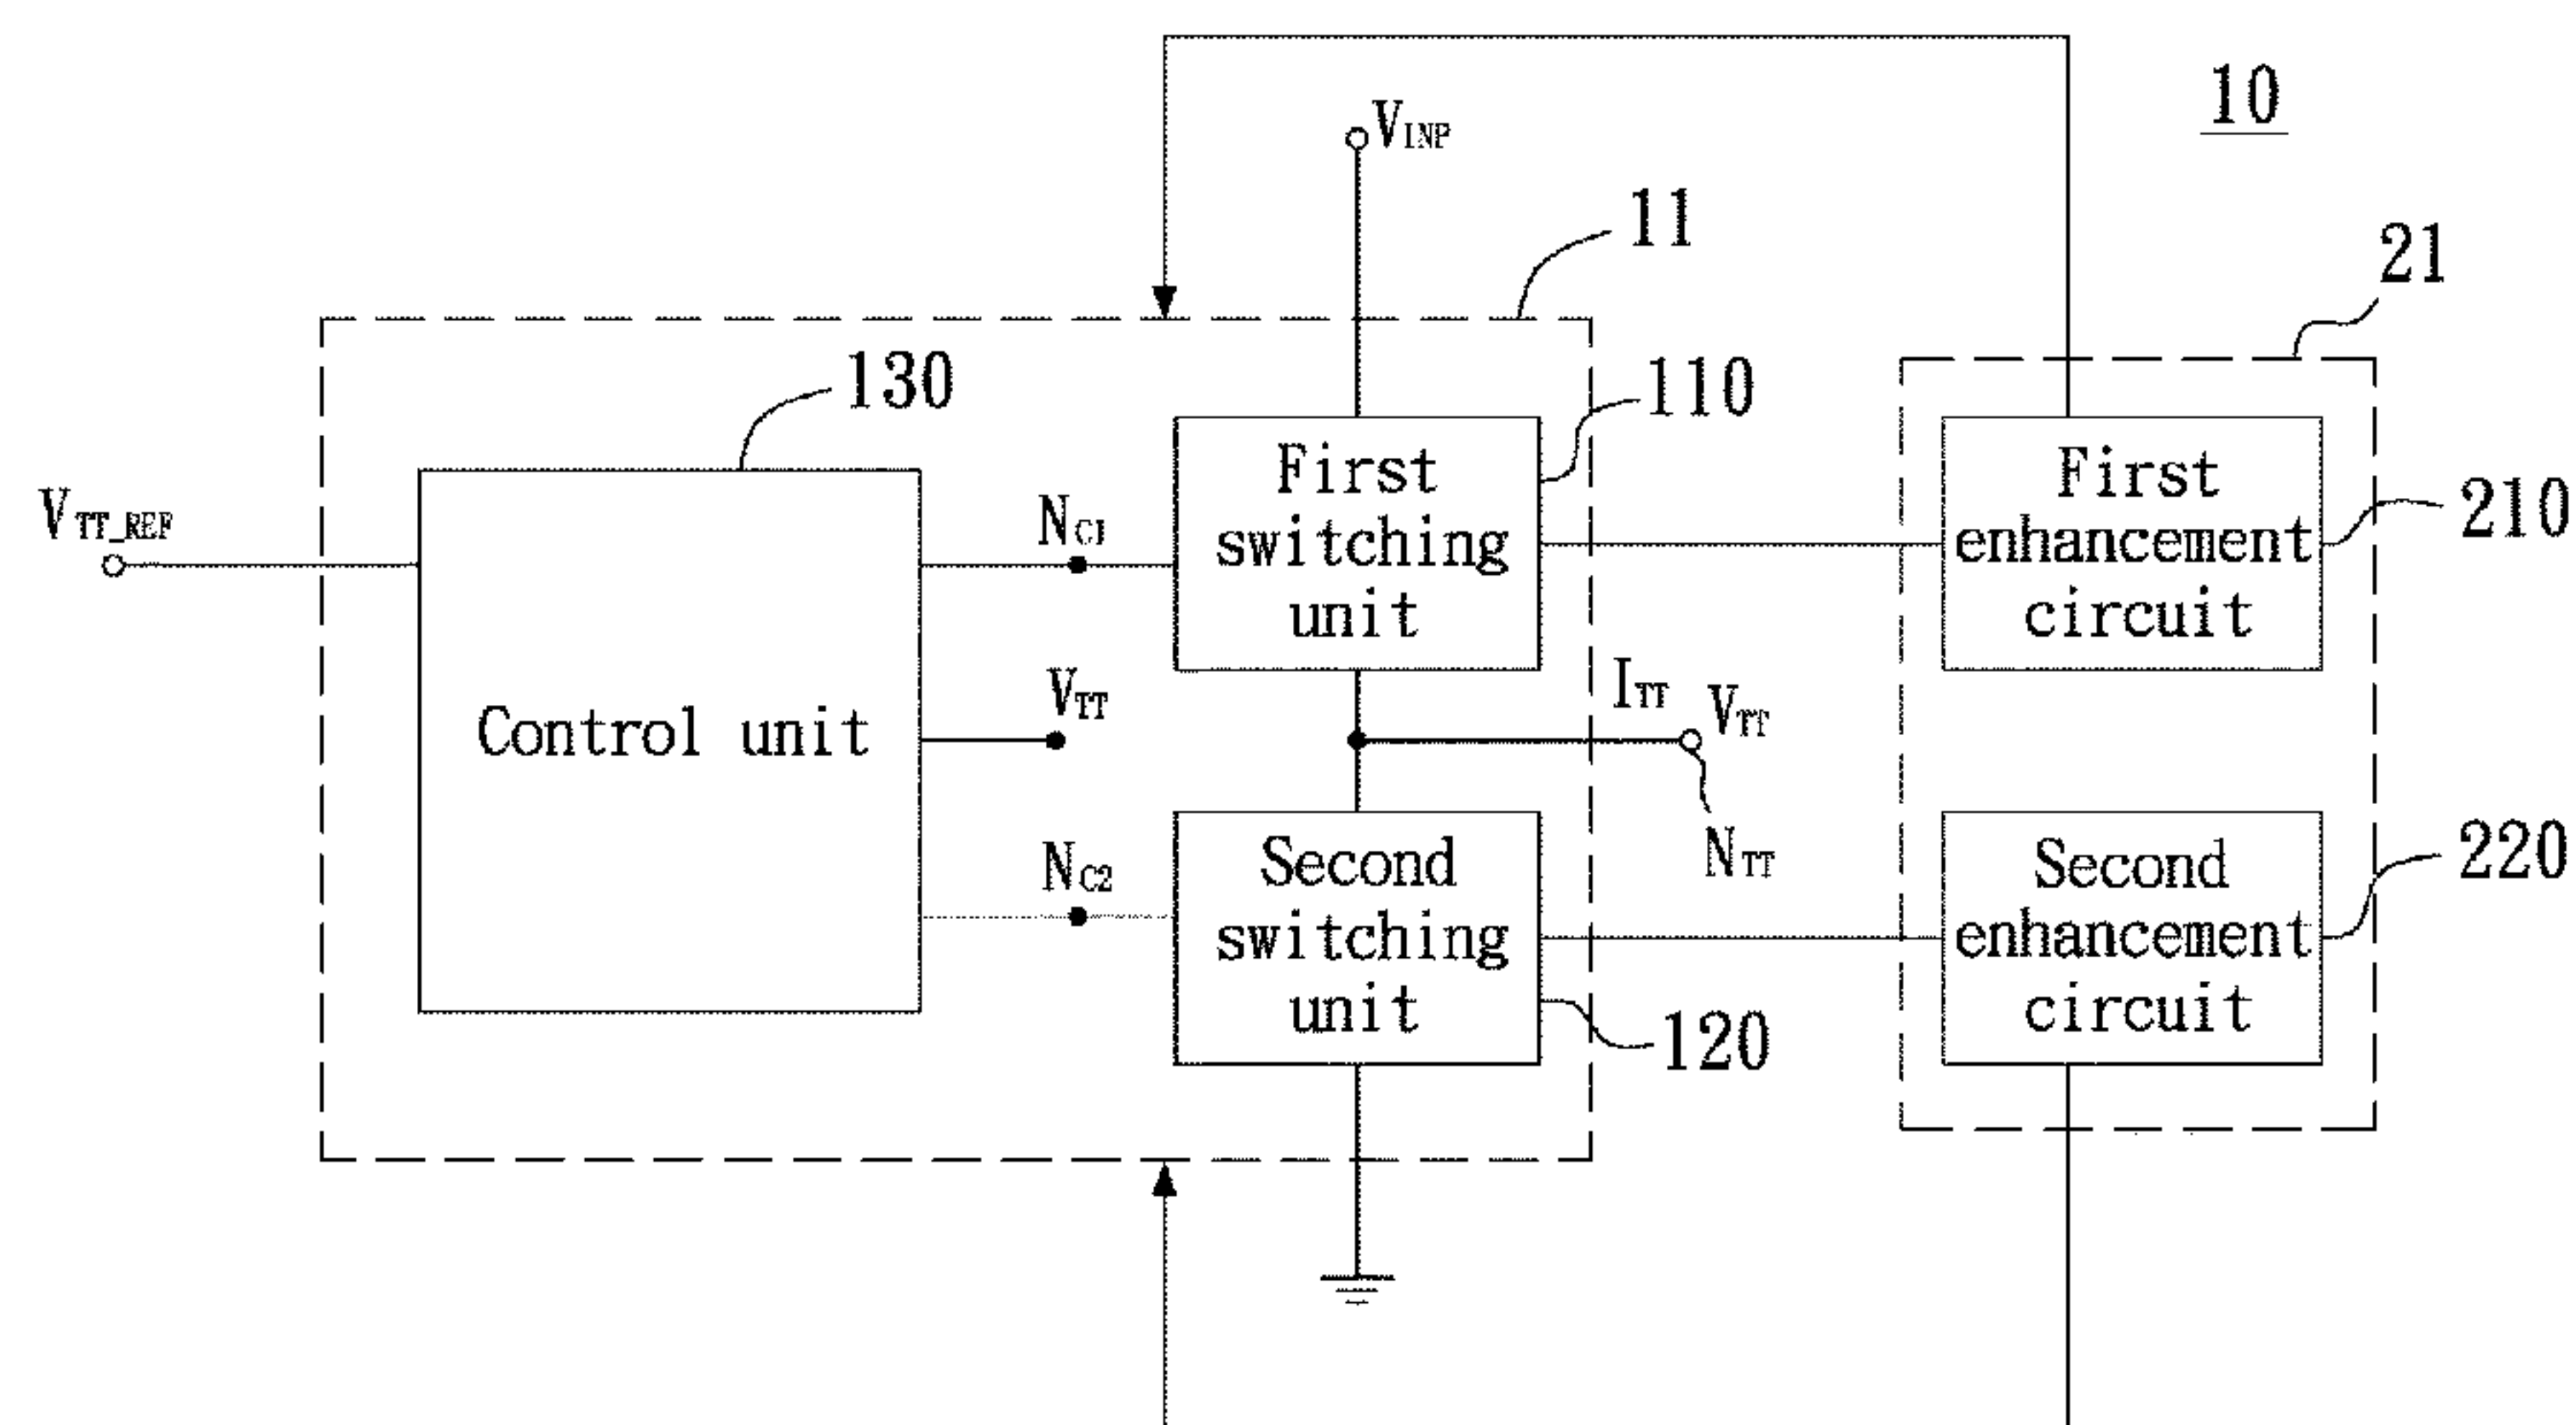 10
VINP
11
21
130
110
First
switching
unit
First
enhancement
circuit
210
VTT_REF
NC1
Control unit
VTT
ITT
VTT
NTT
NC2
Second
switching
unit
120
Second
enhancement
circuit
220